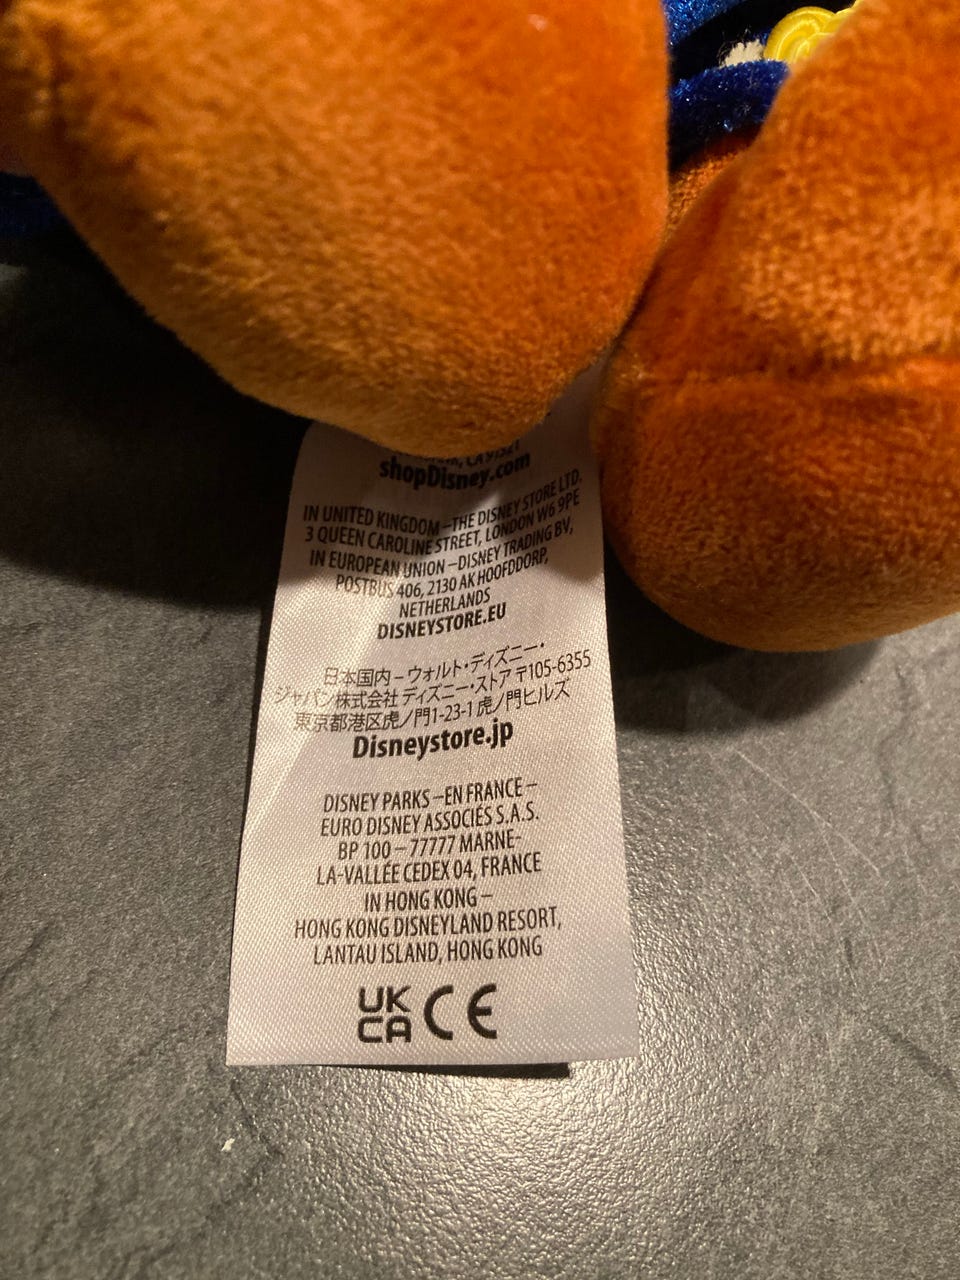 CA 91521
shopDisney.com
IN UNITED KINGDOM –THE DISNEY STORE LTD.
3 QUEEN CAROLINE STREET, LONDON W6 9PE
IN EUROPEAN UNION –DISNEY TRADING BV,
POSTBUS 406, 2130 AK HOOFDDORP,
NETHERLANDS
DISNEYSTORE.EU
日本国内–ウォルト・ディズニー・
ジャパン株式会社 ディズニー・ストア 〒105-6355
東京都港区虎ノ門1-23-1 虎ノ門ヒルズ
Disneystore.jp
DISNEY PARKS –EN FRANCE –
EURO DISNEY ASSOCIÉS S.A.S.
BP 100 – 77777 MARNE-
LA-VALLÉE CEDEX 04, FRANCE
IN HONG KONG –
HONG KONG DISNEYLAND RESORT,
LANTAU ISLAND, HONG KONG
UK
CA CE